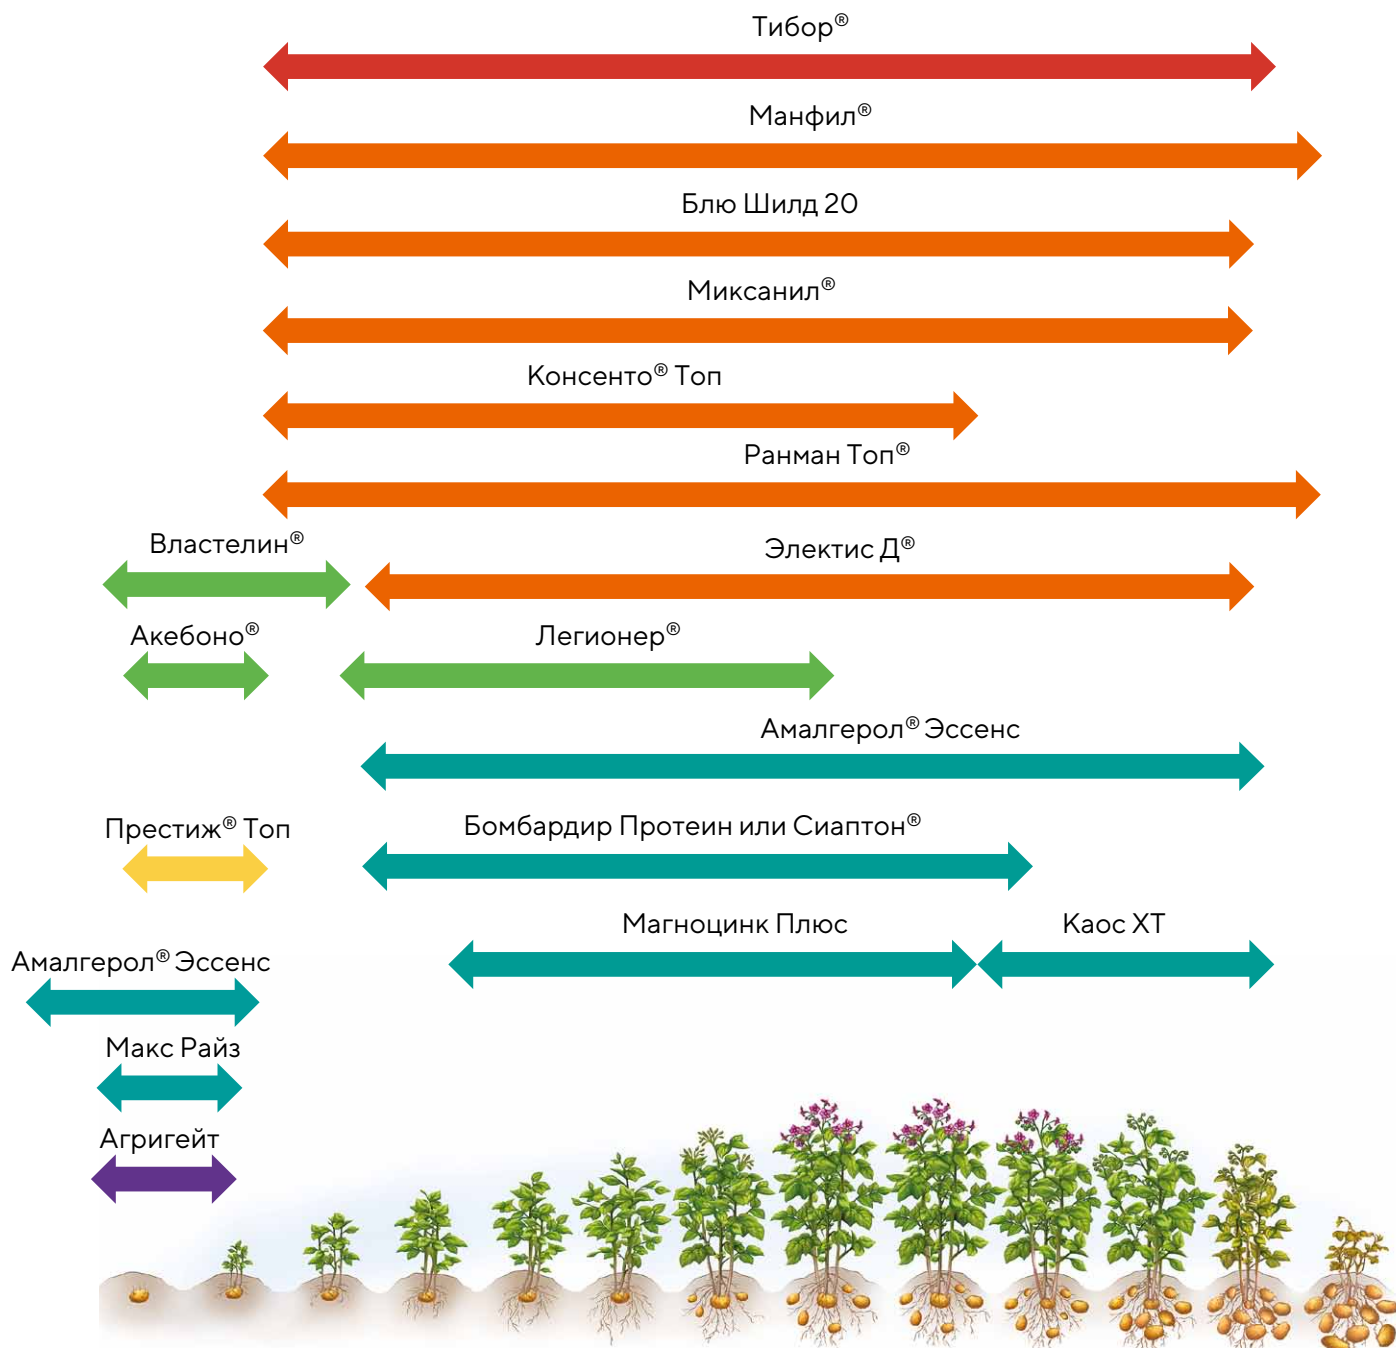 Тибор®
Манфил®
Блю Шилд 20
Миксанил®
Консенто® Топ
Ранман Топ®
Властелин®
Электис Д®
Акебоно®
Легионер®
Амалгерол® Эссенс
Престиж® Топ
Бомбардир Протеин или Сиаптон®
Магноцинк Плюс
Каос ХТ
Амалгерол® Эссенс
Макс Райз
Агригейт